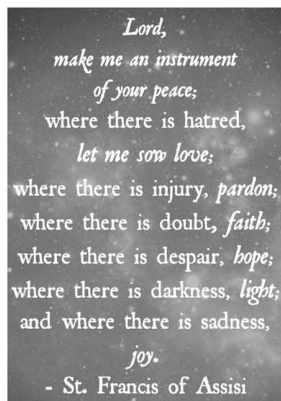 Lord,
make me an instrument
of your peace;
where there is hatred,
let me sow love;
where there is injury, pardon;
where there is doubt, faith;
where there is despair, hope;
where there is darkness, light;
and where there is sadness,
joy.
- St. Francis of Assisi